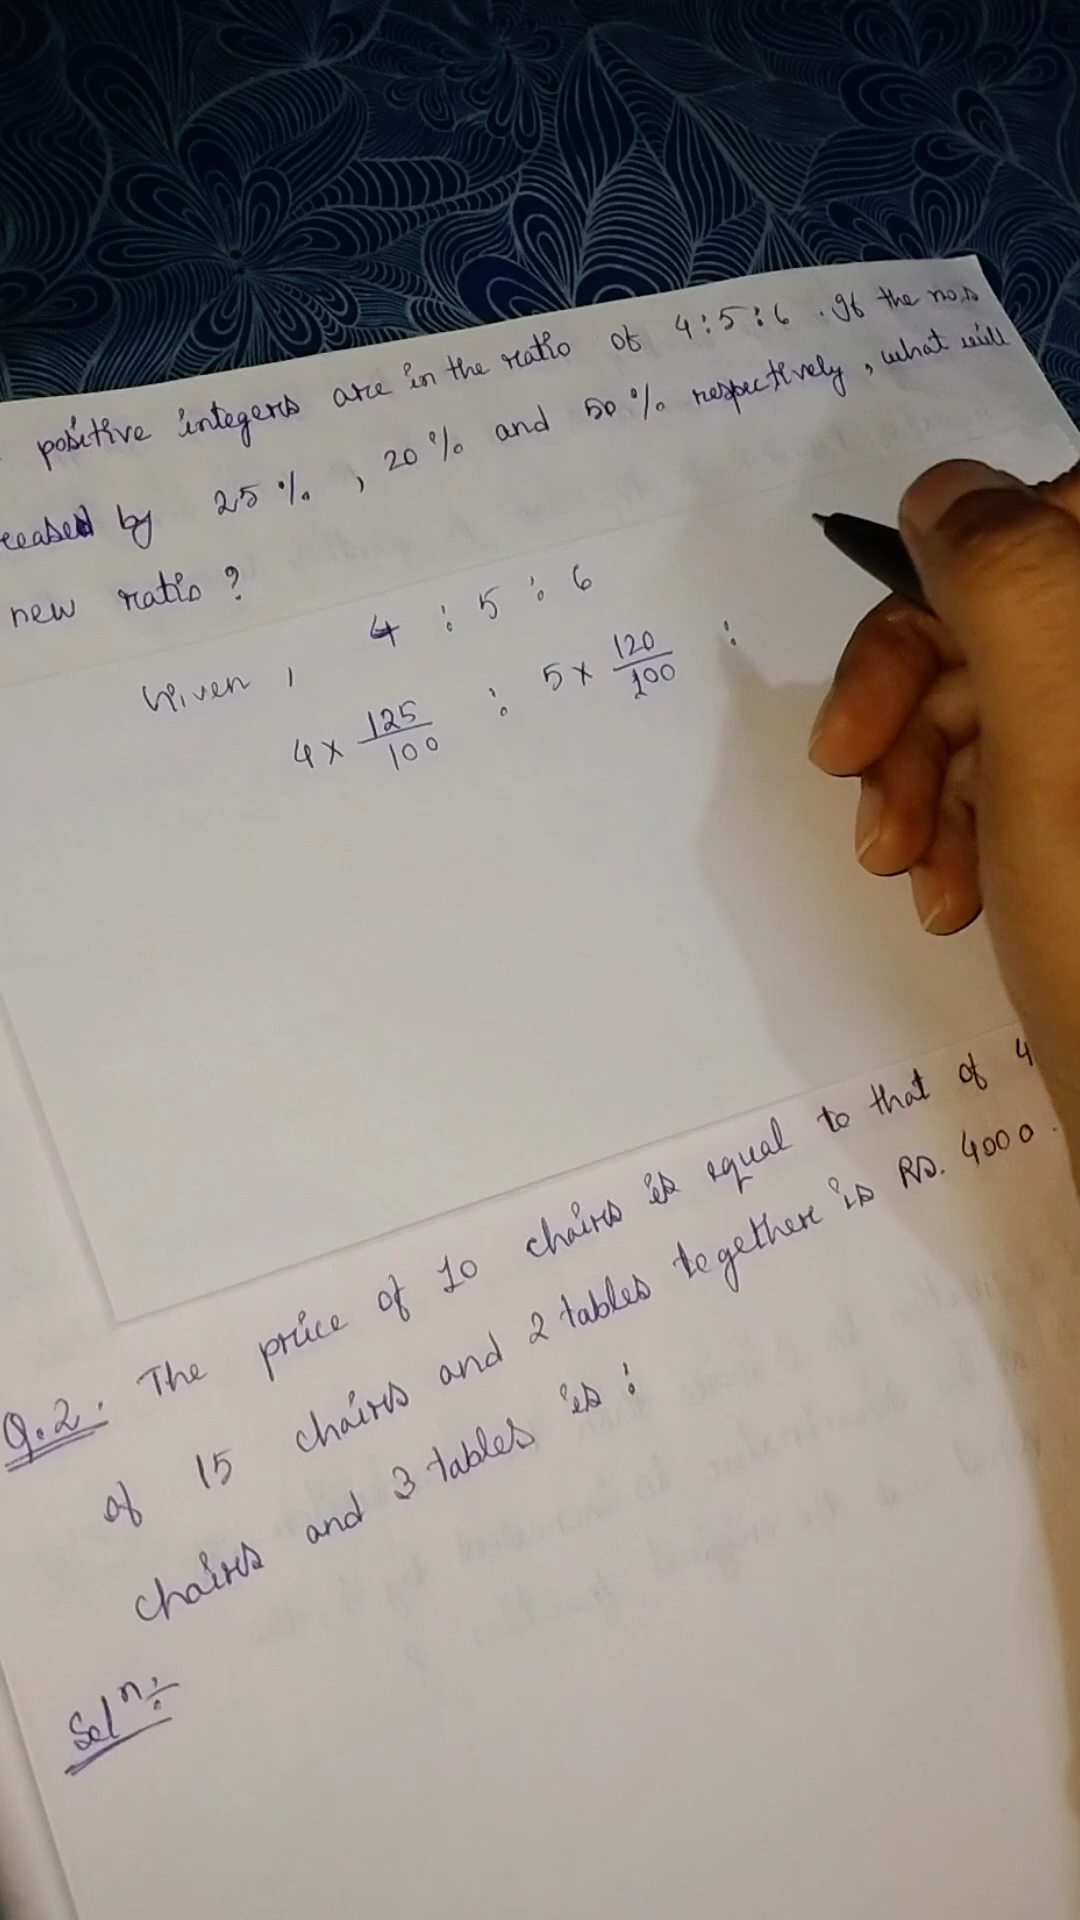 positive integers are in the ratio of 4:5:6 . If the no.s
by 25% , 20% and 50% respectively , what will
new ratio ?
Given , 4 : 5 : 6
4 × 125/100 : 5 × 120/100 :
Q.2. The price of 10 chairs is equal to that of 4
of 15 chairs and 2 tables together is Rs. 4000 .
chairs and 3 tables is :
Solⁿ:-